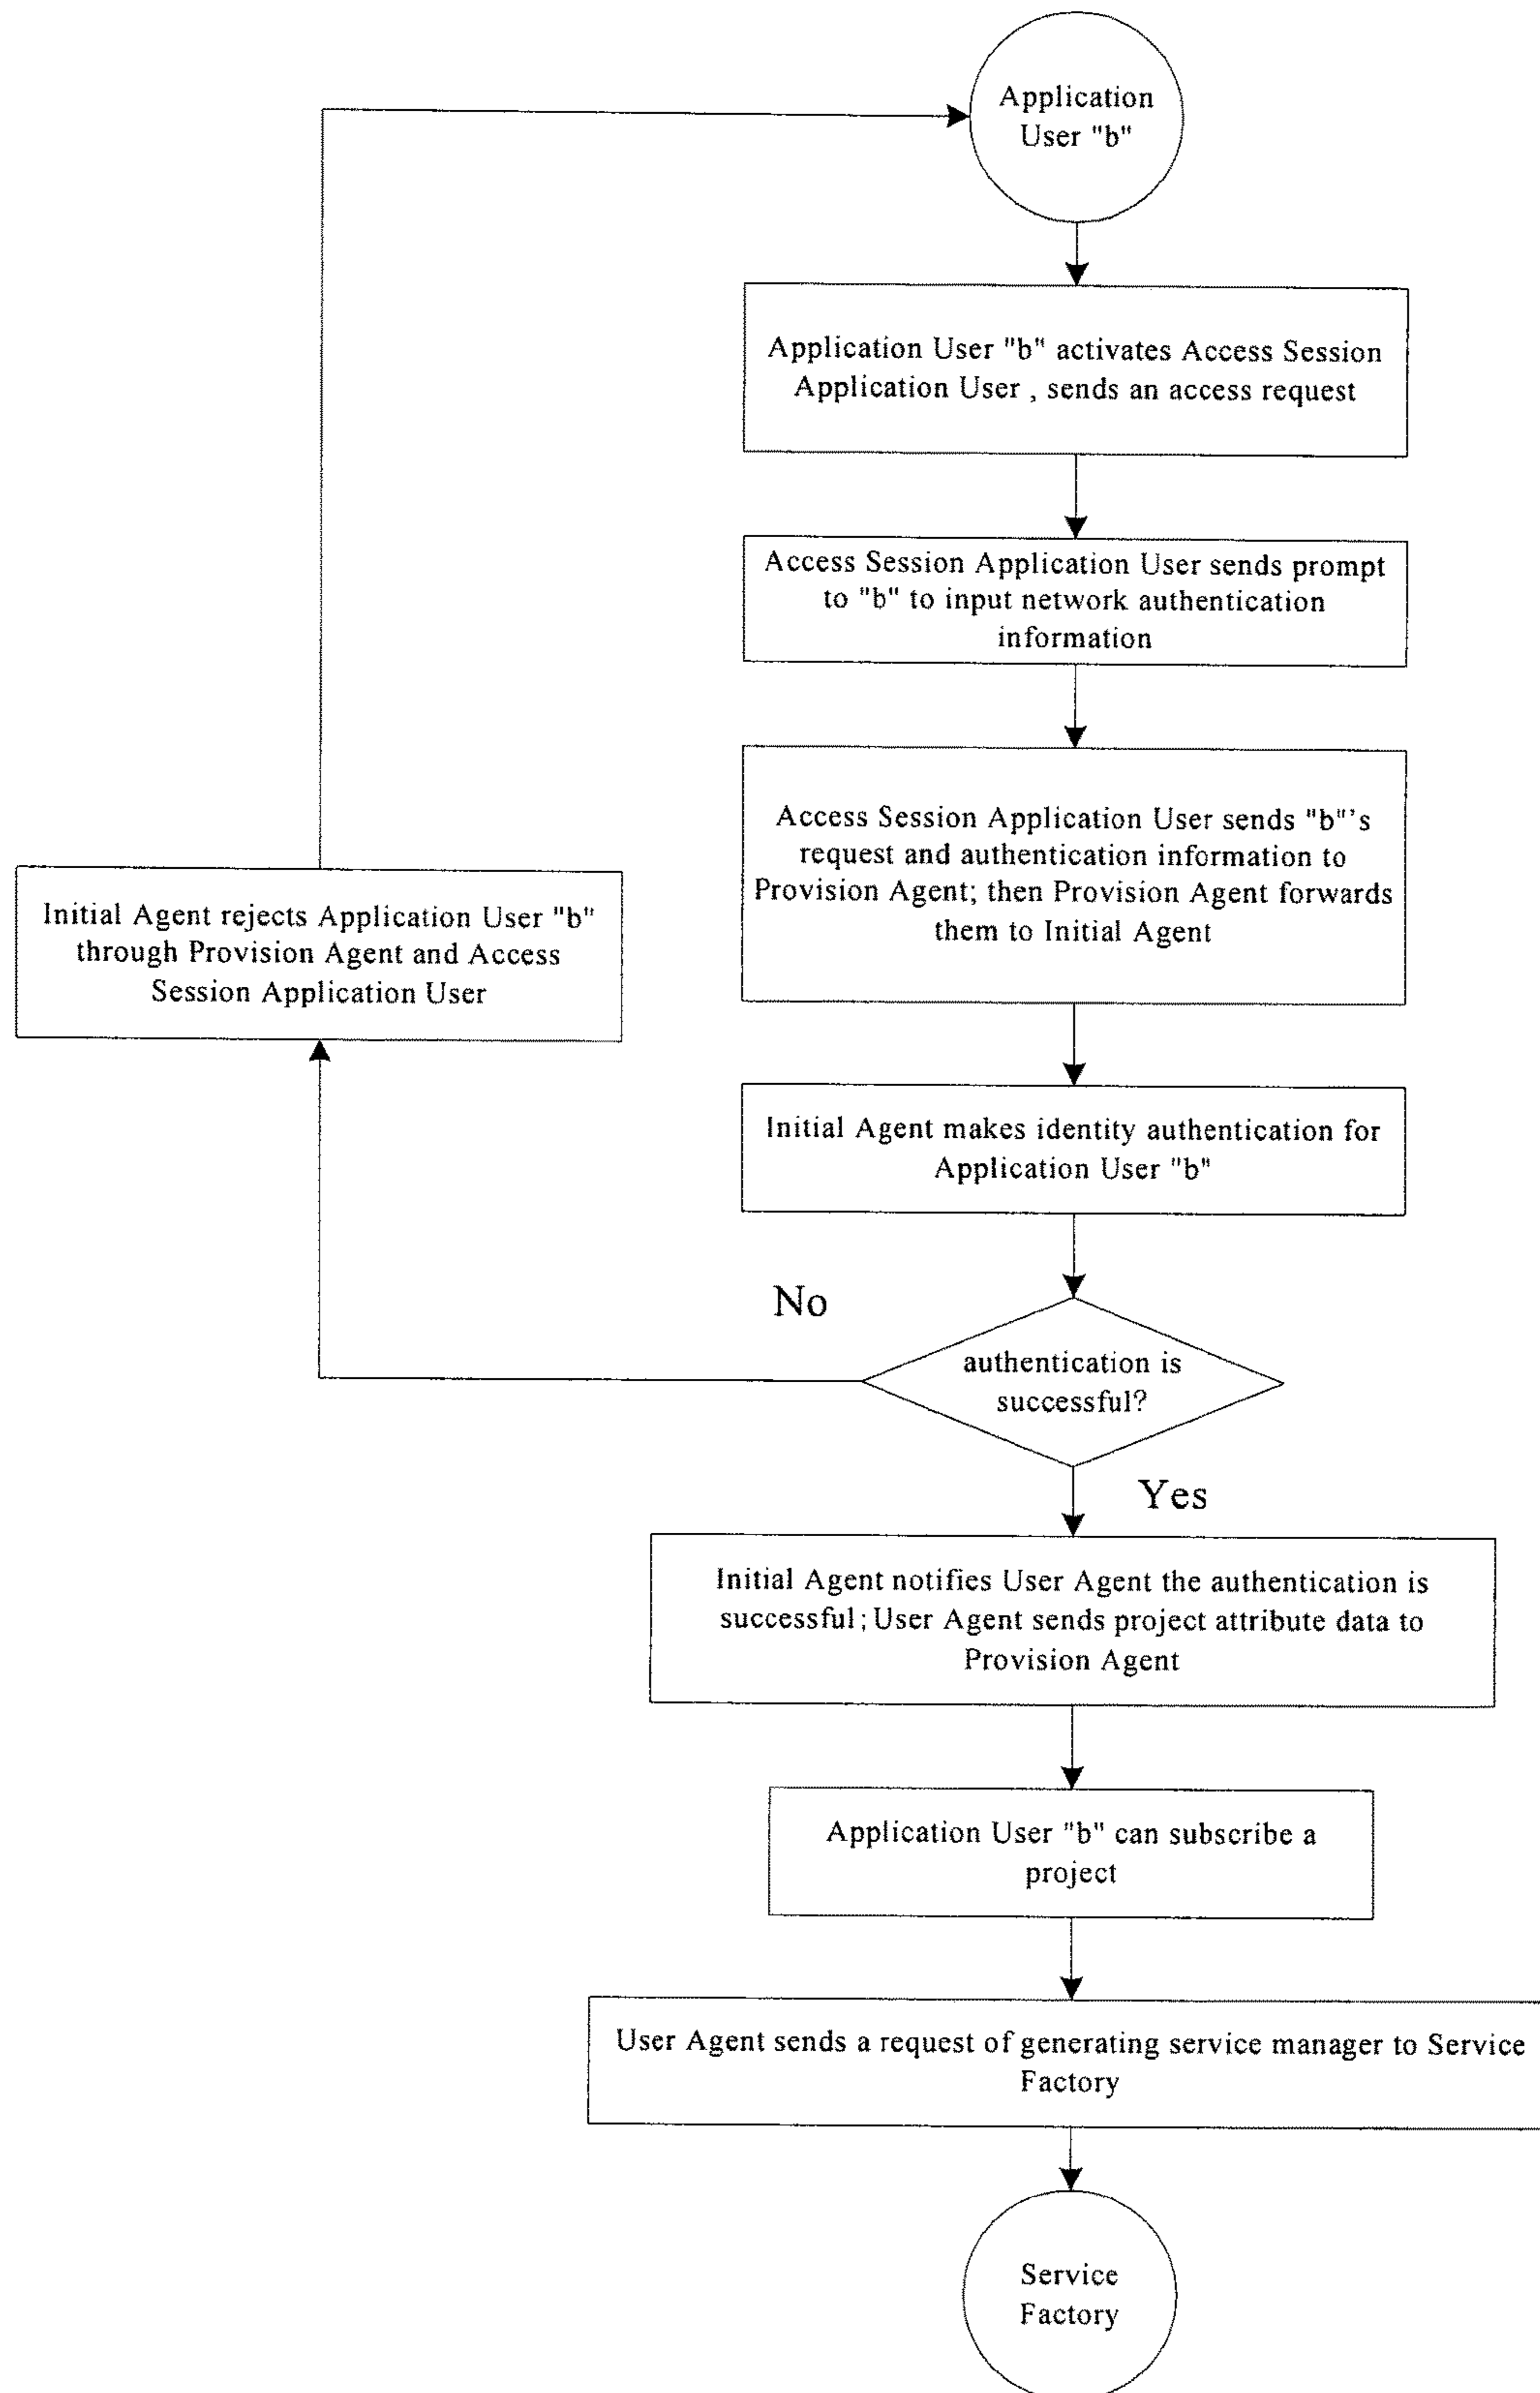 Application
User "b"
Application User "b" activates Access Session
Application User , sends an access request
Access Session Application User sends prompt
to "b" to input network authentication
information
Access Session Application User sends "b"'s
request and authentication information to
Provision Agent; then Provision Agent forwards
them to Initial Agent
Initial Agent rejects Application User "b"
through Provision Agent and Access
Session Application User
Initial Agent makes identity authentication for
Application User "b"
No
authentication is
successful?
Yes
Initial Agent notifies User Agent the authentication is
successful; User Agent sends project attribute data to
Provision Agent
Application User "b" can subscribe a
project
User Agent sends a request of generating service manager to Service
Factory
Service
Factory